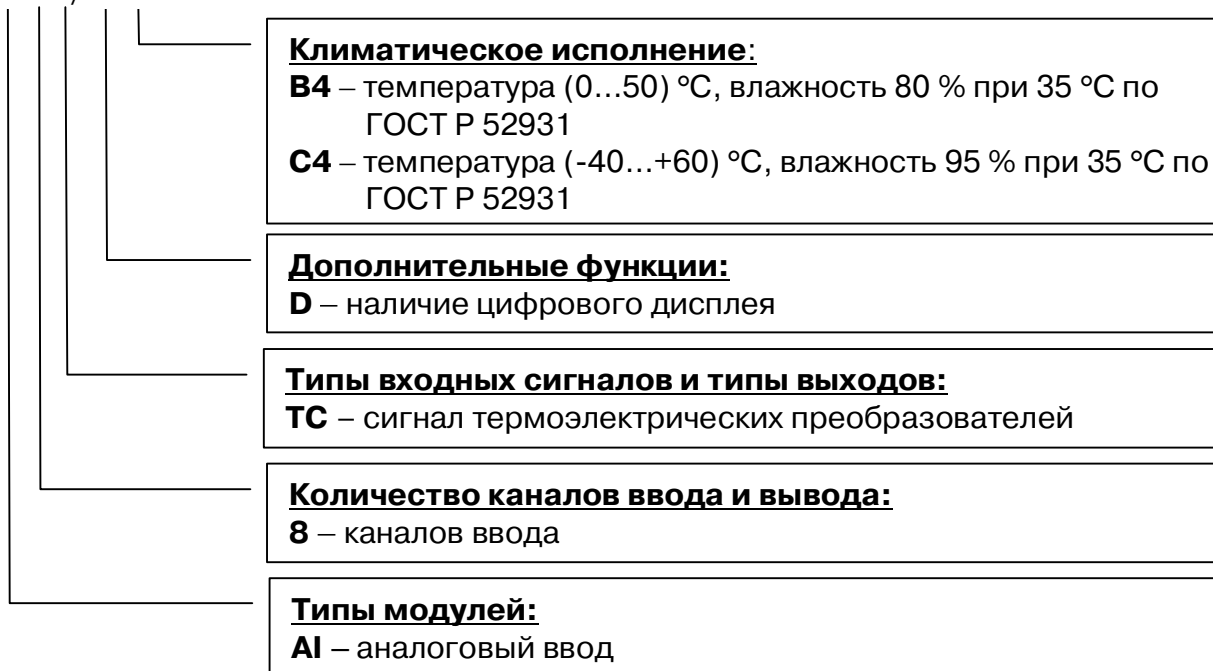 Климатическое исполнение:
B4 – температура (0…50) °С, влажность 80 % при 35 °С по
ГОСТ Р 52931
C4 – температура (-40…+60) °С, влажность 95 % при 35 °С по
ГОСТ Р 52931
Дополнительные функции:
D – наличие цифрового дисплея
Типы входных сигналов и типы выходов:
TC – сигнал термоэлектрических преобразователей
Количество каналов ввода и вывода:
8 – каналов ввода
Типы модулей:
AI – аналоговый ввод